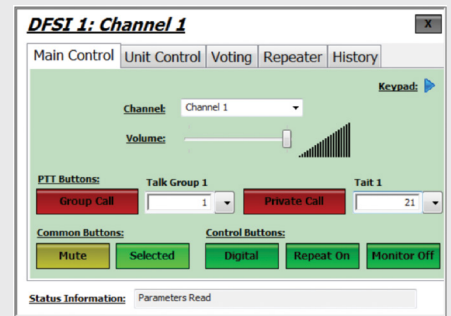 DFSI 1: Channel 1
X
Main Control Unit Control Voting Repeater History
Keypad:
Channel: Channel 1
Volume:
PTT Buttons: Talk Group 1 Tait 1
Group Call 1 Private Call 21
Common Buttons: Control Buttons:
Mute Selected Digital Repeat On Monitor Off
Status Information: Parameters Read